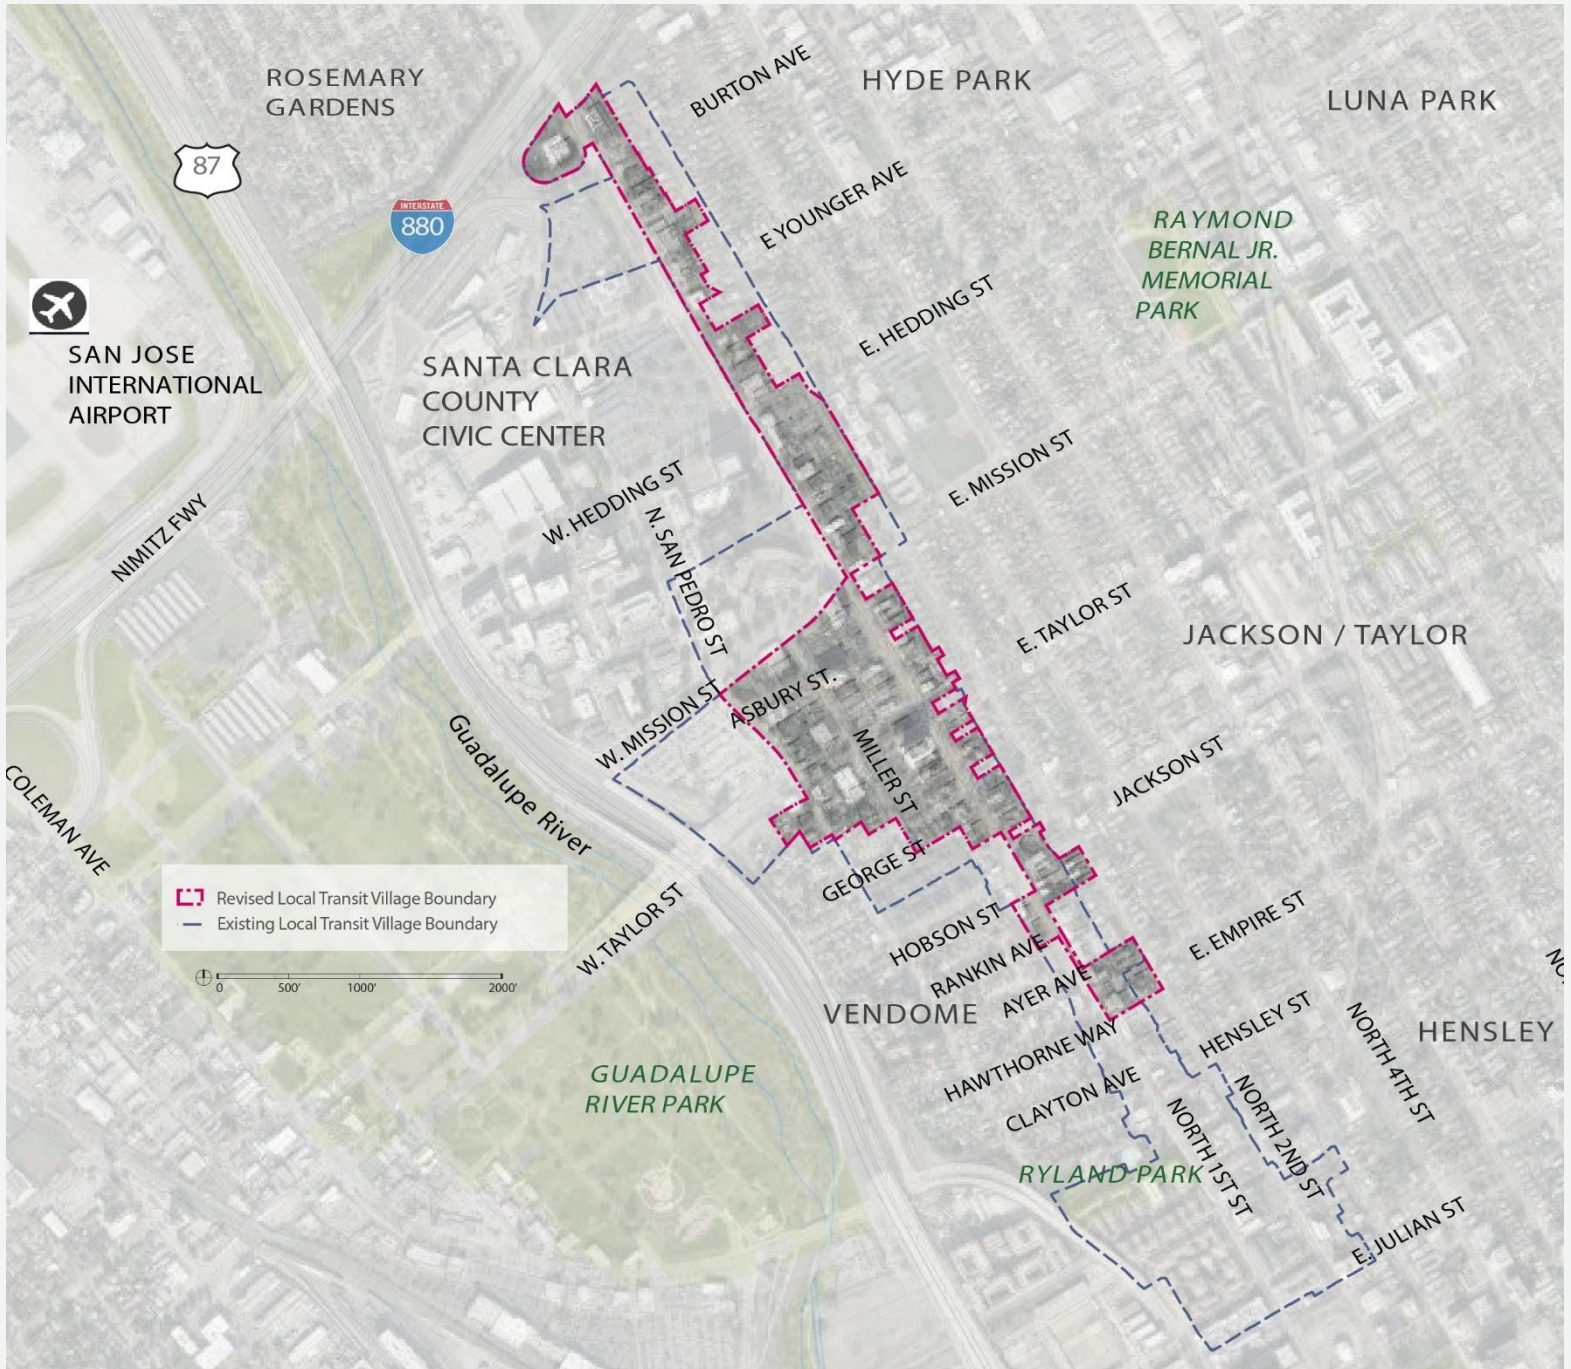 ROSEMARY
GARDENS
BURTON AVE
HYDE PARK
LUNA PARK
87
INTERSTATE
880
E YOUNGER AVE
RAYMOND
BERNAL JR.
MEMORIAL
PARK
E. HEDDING ST
SAN JOSE
INTERNATIONAL
AIRPORT
SANTA CLARA
COUNTY
CIVIC CENTER
E. MISSION ST
W. HEDDING ST
NIMITZ FWY
N. SAN PEDRO ST
E. TAYLOR ST
JACKSON / TAYLOR
W. MISSION ST
ASBURY ST.
MILLER ST
Guadalupe River
JACKSON ST
COLEMAN AVE
GEORGE ST
Revised Local Transit Village Boundary
Existing Local Transit Village Boundary
W. TAYLOR ST
HOBSON ST
E. EMPIRE ST
RANKIN AVE
0 500' 1000' 2000'
AYER AVE
VENDOME
HENSLEY ST
NORTH 4TH ST
HENSLEY
HAWTHORNE WAY
GUADALUPE
RIVER PARK
CLAYTON AVE
NORTH 1ST ST
NORTH 2ND ST
RYLAND PARK
E. JULIAN ST